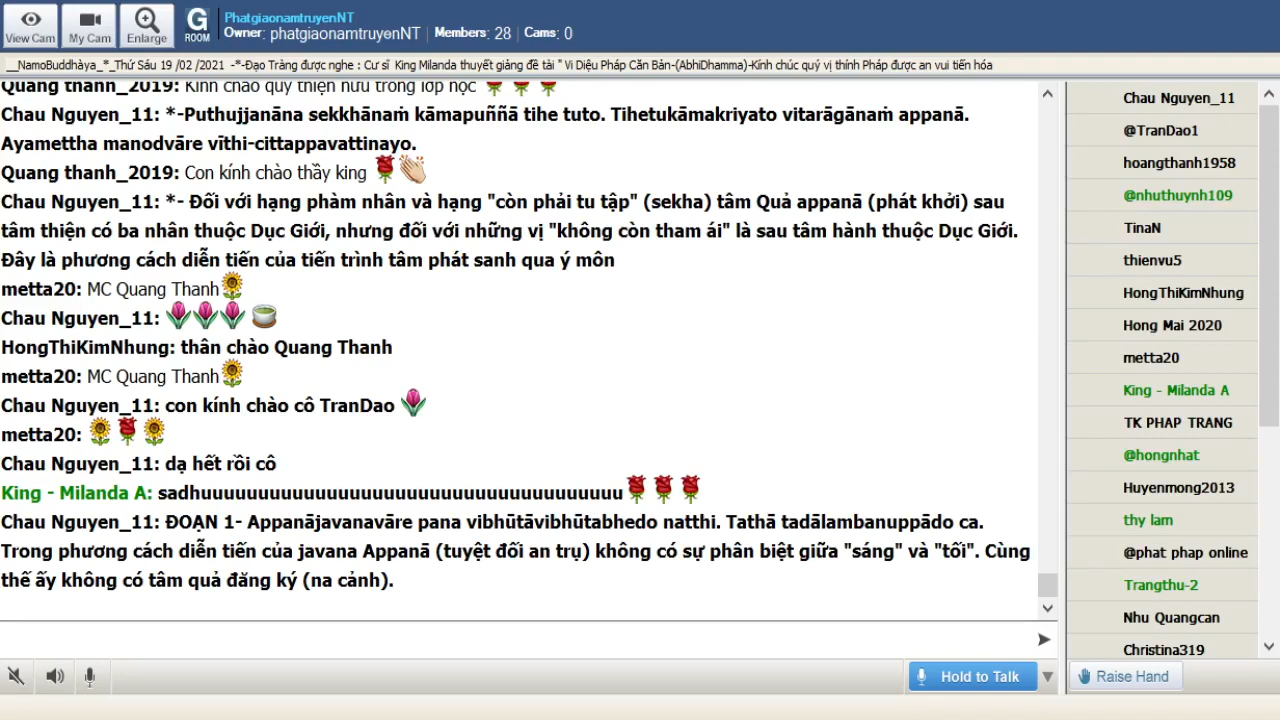 View Cam
My Cam
Enlarge
G
ROOM
PhatgiaonamtruyenNT
Owner: phatgiaonamtruyenNT | Members: 28 | Cams: 0
__NamoBuddhàya_*_Thứ Sáu 19 /02 /2021 -*-Đạo Tràng được nghe : Cư sĩ King Milanda thuyết giảng đề tài " Vi Diệu Pháp Căn Bản-(AbhiDhamma)-Kính chúc quý vị thính Pháp được an vui tiến hóa
Quang thanh_2019: Kính chào quý thiện hữu trong lớp học
Chau Nguyen_11: *-Puthujjanāna sekkhānaṁ kāmapuññā tihe tuto. Tihetukāmakriyato vitarāgānaṁ appanā.
Ayamettha manodvāre vīthi-cittappavattinayo.
Quang thanh_2019: Con kính chào thầy king
Chau Nguyen_11: *- Đối với hạng phàm nhân và hạng "còn phải tu tập" (sekha) tâm Quả appanā (phát khởi) sau
tâm thiện có ba nhân thuộc Dục Giới, nhưng đối với những vị "không còn tham ái" là sau tâm hành thuộc Dục Giới.
Đây là phương cách diễn tiến của tiến trình tâm phát sanh qua ý môn
metta20: MC Quang Thanh
Chau Nguyen_11:
HongThiKimNhung: thân chào Quang Thanh
metta20: MC Quang Thanh
Chau Nguyen_11: con kính chào cô TranDao
metta20:
Chau Nguyen_11: dạ hết rồi cô
King - Milanda A: sadhuuuuuuuuuuuuuuuuuuuuuuuuuuuuuuuuuuuuu
Chau Nguyen_11: ĐOẠN 1- Appanājavanavāre pana vibhūtāvibhūtabhedo natthi. Tathā tadālambanuppādo ca.
Trong phương cách diễn tiến của javana Appanā (tuyệt đối an trụ) không có sự phân biệt giữa "sáng" và "tối". Cùng
thế ấy không có tâm quả đăng ký (na cảnh).
Hold to Talk
Chau Nguyen_11
@TranDao1
hoangthanh1958
@nhuthuynh109
TinaN
thienvu5
HongThiKimNhung
Hong Mai 2020
metta20
King - Milanda A
TK PHAP TRANG
@hongnhat
Huyenmong2013
thy lam
@phat phap online
Trangthu-2
Nhu Quangcan
Christina319
Raise Hand